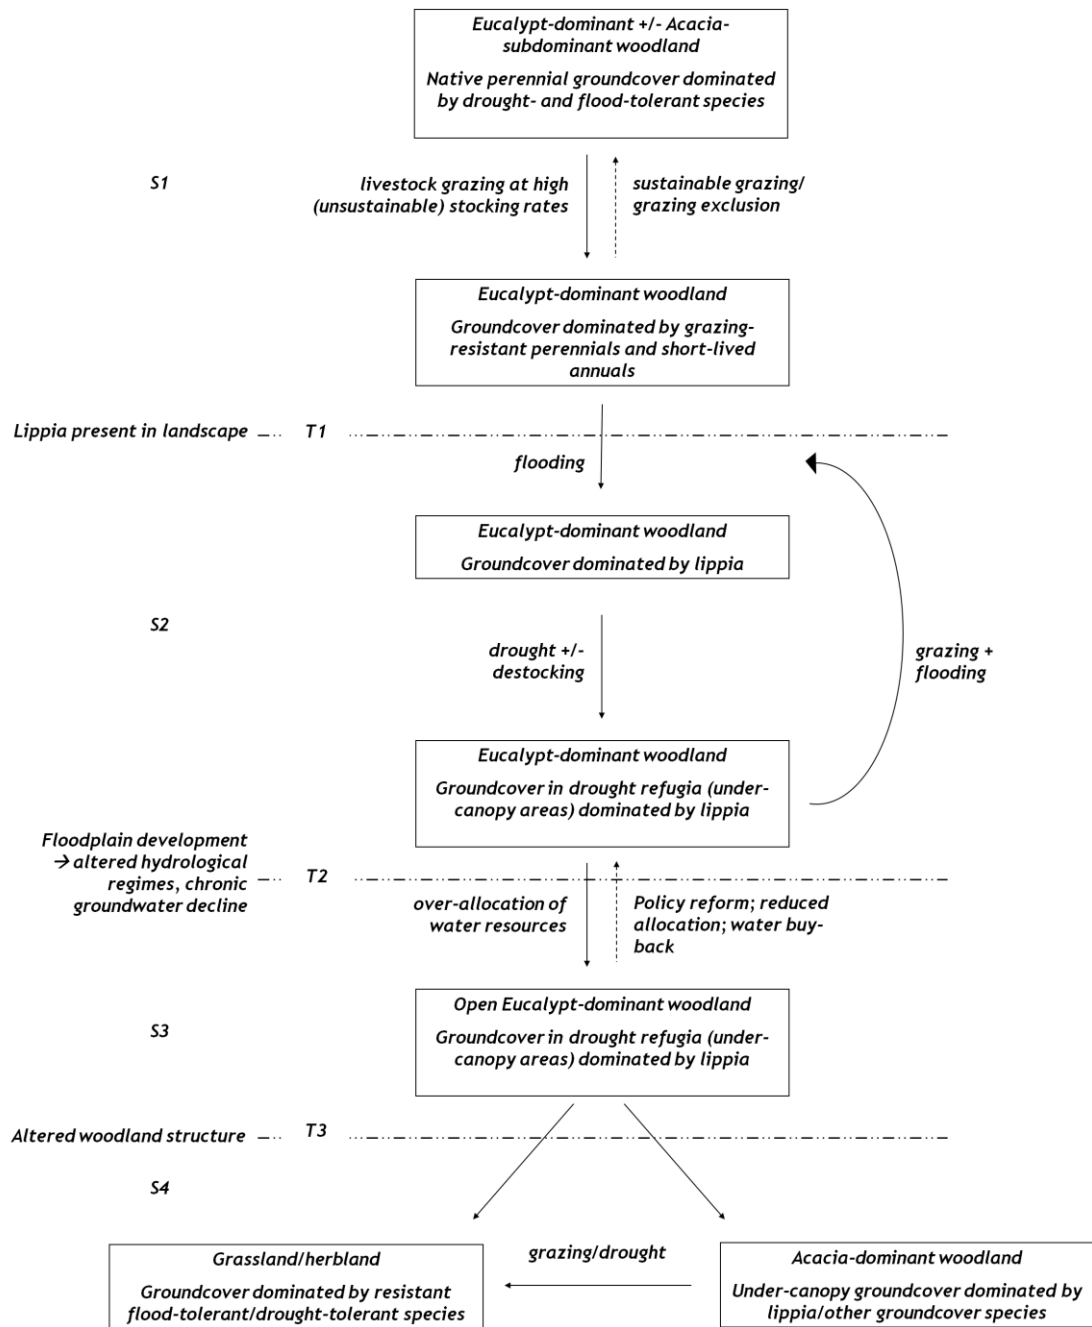 Eucalypt-dominant +/- Acacia-
subdominant woodland
Native perennial groundcover dominated
by drought- and flood-tolerant species
S1
livestock grazing at high
(unsustainable) stocking rates
sustainable grazing/
grazing exclusion
Eucalypt-dominant woodland
Groundcover dominated by grazing-
resistant perennials and short-lived
annuals
Lippia present in landscape
T1
flooding
Eucalypt-dominant woodland
Groundcover dominated by lippia
S2
drought +/-
destocking
grazing +
flooding
Eucalypt-dominant woodland
Groundcover in drought refugia (under-
canopy areas) dominated by lippia
Floodplain development
→ altered hydrological
regimes, chronic
groundwater decline
T2
over-allocation of
water resources
Policy reform; reduced
allocation; water buy-
back
Open Eucalypt-dominant woodland
Groundcover in drought refugia (under-
canopy areas) dominated by lippia
S3
Altered woodland structure
T3
S4
Grassland/herbland
Groundcover dominated by resistant
flood-tolerant/drought-tolerant species
grazing/drought
Acacia-dominant woodland
Under-canopy groundcover dominated by
lippia/other groundcover species